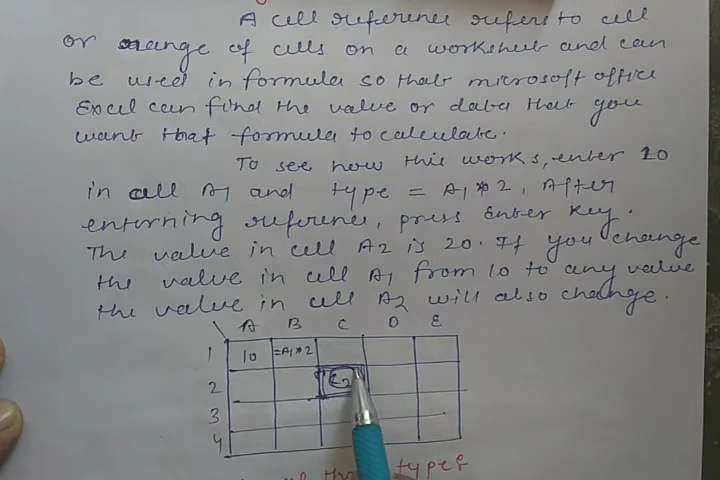 A cell reference refers to cell
or range of cells on a worksheet and can
be used in formula so that microsoft office
Excel can find the value or data that you
want that formula to calculate.
To see how this works, enter 10
in cell A1 and type = A1*2, After
enterning reference, press Enter key.
The value in cell A2 is 20. If you change
the value in cell A1 from 10 to any value
the value in cell A2 will also change.
A B C D E
1 10 =A1*2
2 C2
3
4
types